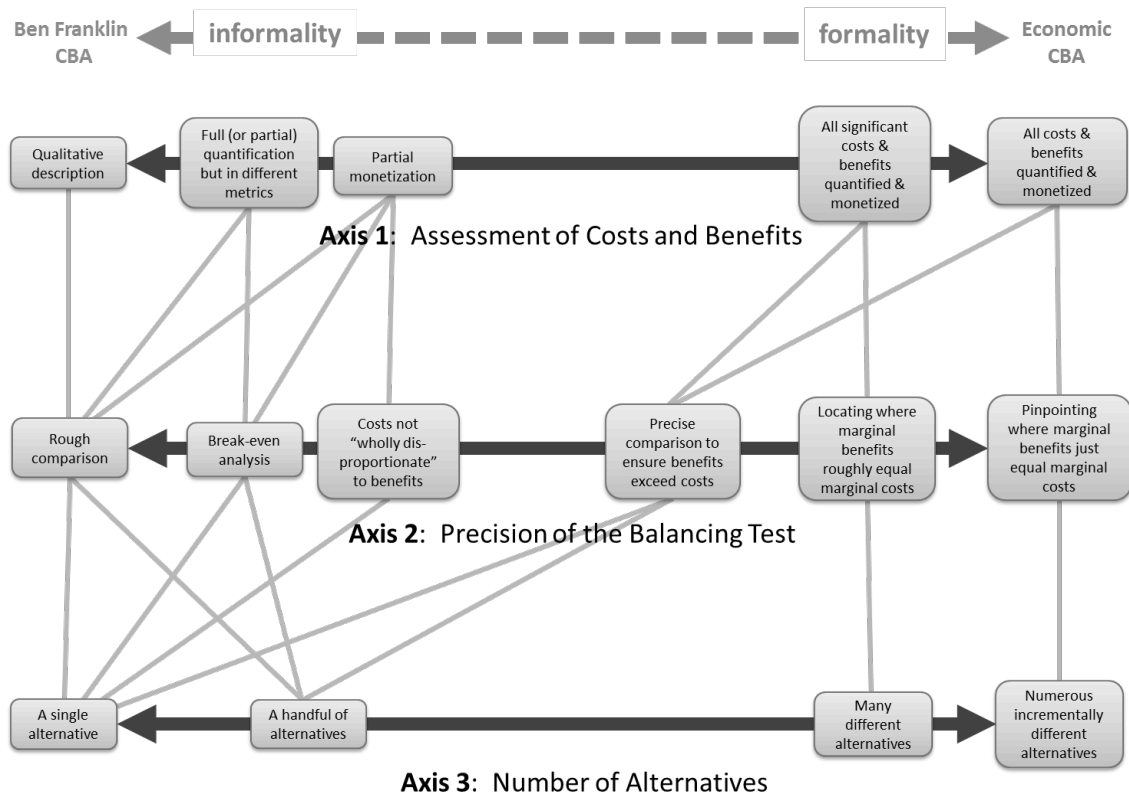 Ben Franklin
CBA
informality
formality
Economic
CBA
Qualitative
description
Full (or partial)
quantification
but in different
metrics
Partial
monetization
All significant
costs &
benefits
quantified &
monetized
All costs &
benefits
quantified &
monetized
Axis 1: Assessment of Costs and Benefits
Rough
comparison
Break-even
analysis
Costs not
“wholly dis-
proportionate”
to benefits
Precise
comparison to
ensure benefits
exceed costs
Locating where
marginal
benefits
roughly equal
marginal costs
Pinpointing
where marginal
benefits just
equal marginal
costs
Axis 2: Precision of the Balancing Test
A single
alternative
A handful of
alternatives
Many
different
alternatives
Numerous
incrementally
different
alternatives
Axis 3: Number of Alternatives